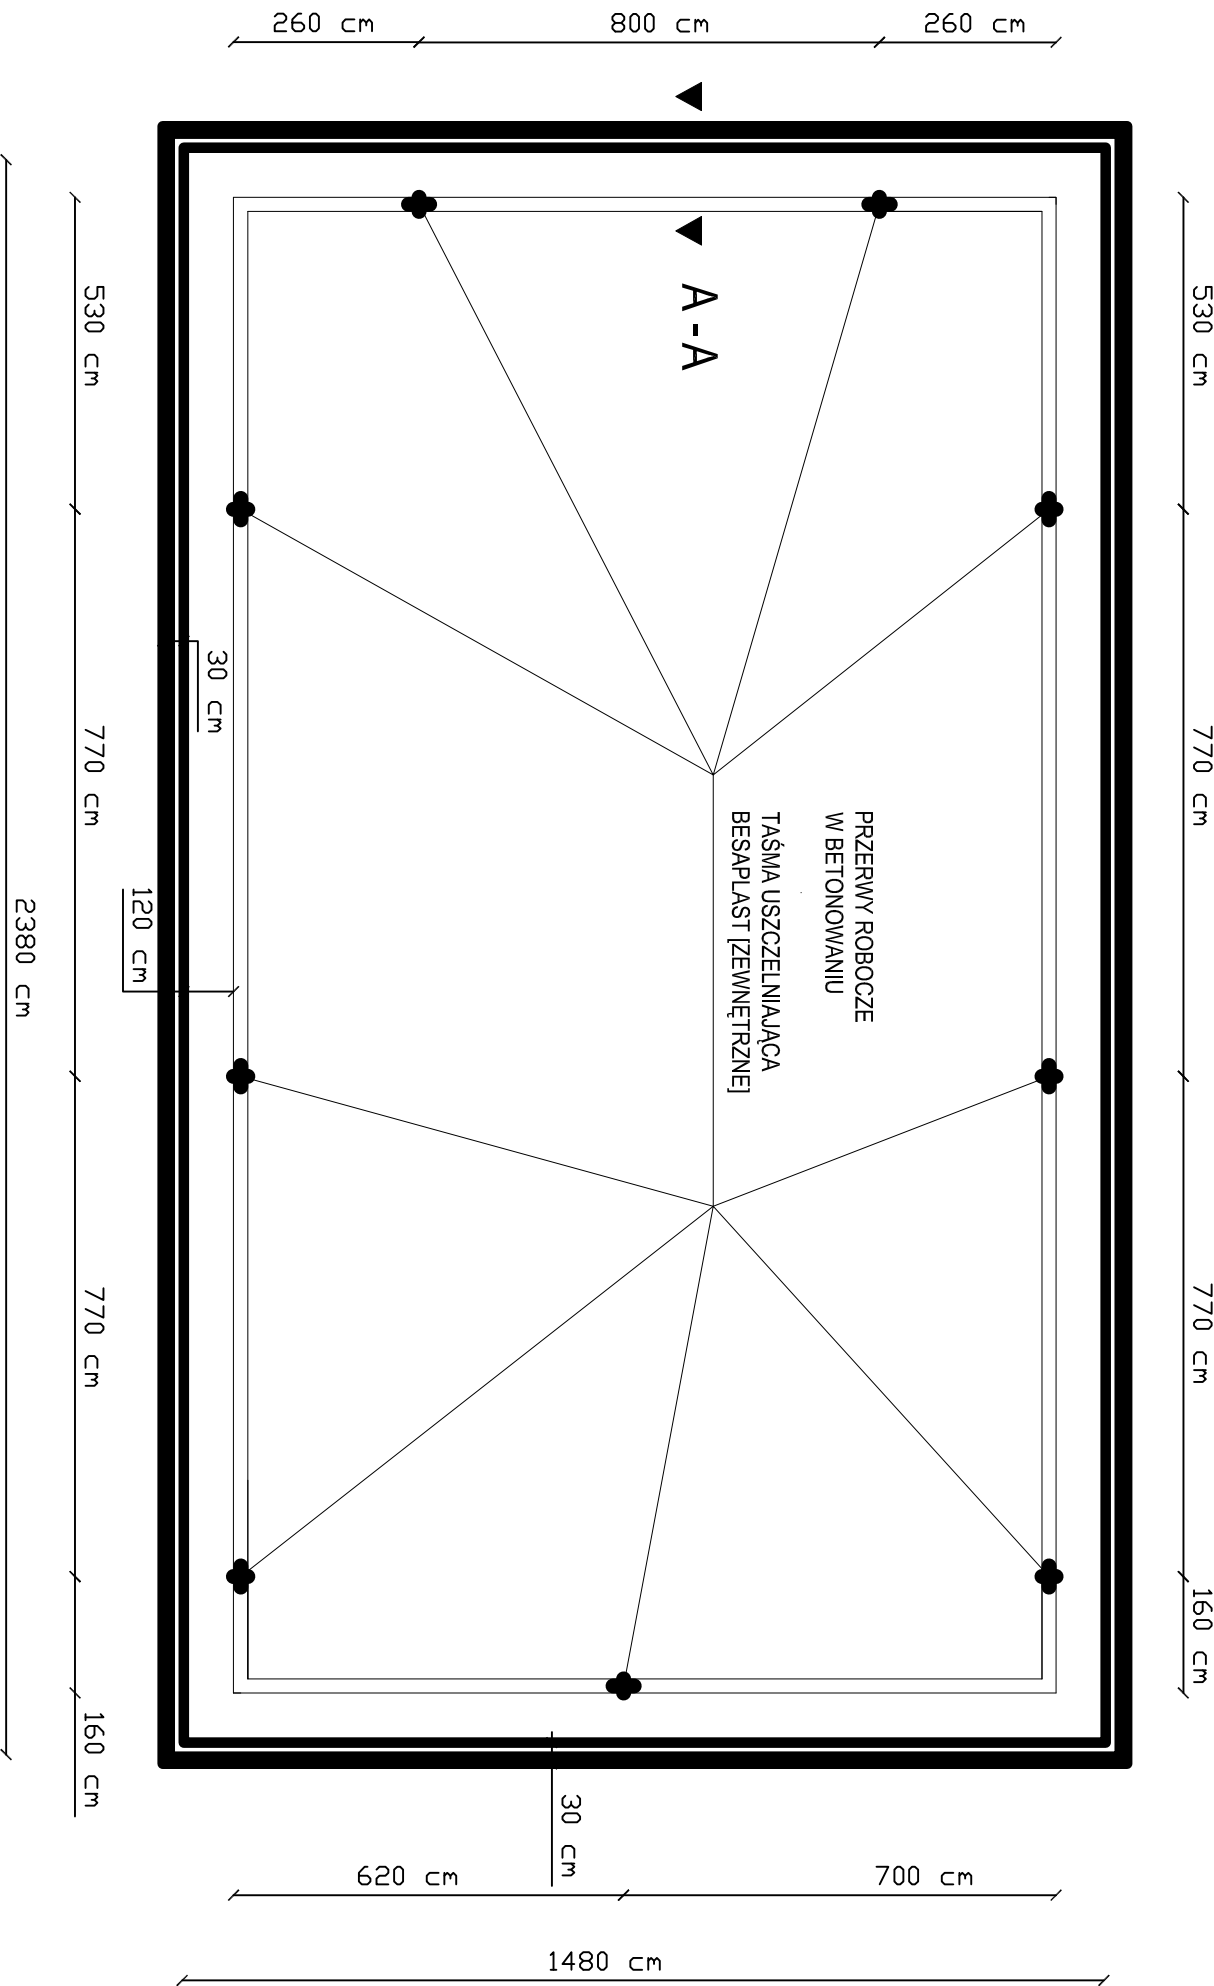 260 cm
800 cm
260 cm
A - A
530 cm
530 cm
30 cm
770 cm
770 cm
PRZERWY ROBOCZE
W BETONOWANIU
TAŚMA USZCZELNIAJĄCA
BESAPLAST [ZEWNĘTRZNE]
120 cm
2380 cm
770 cm
770 cm
160 cm
160 cm
30 cm
620 cm
700 cm
1480 cm